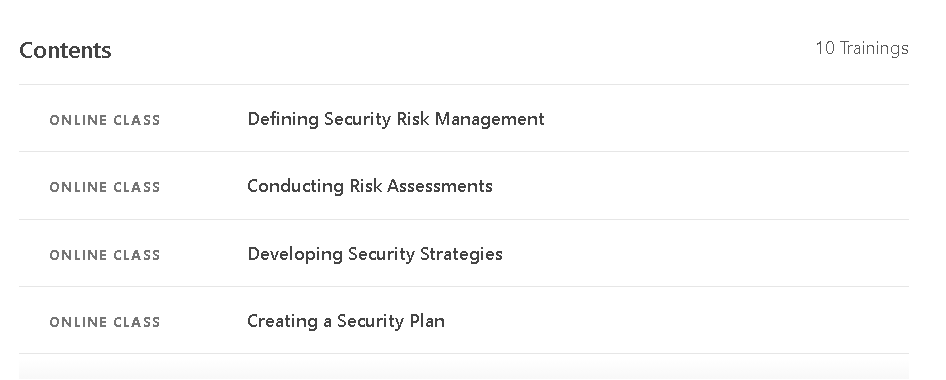 Contents
10 Trainings
ONLINE CLASS Defining Security Risk Management
ONLINE CLASS Conducting Risk Assessments
ONLINE CLASS Developing Security Strategies
ONLINE CLASS Creating a Security Plan